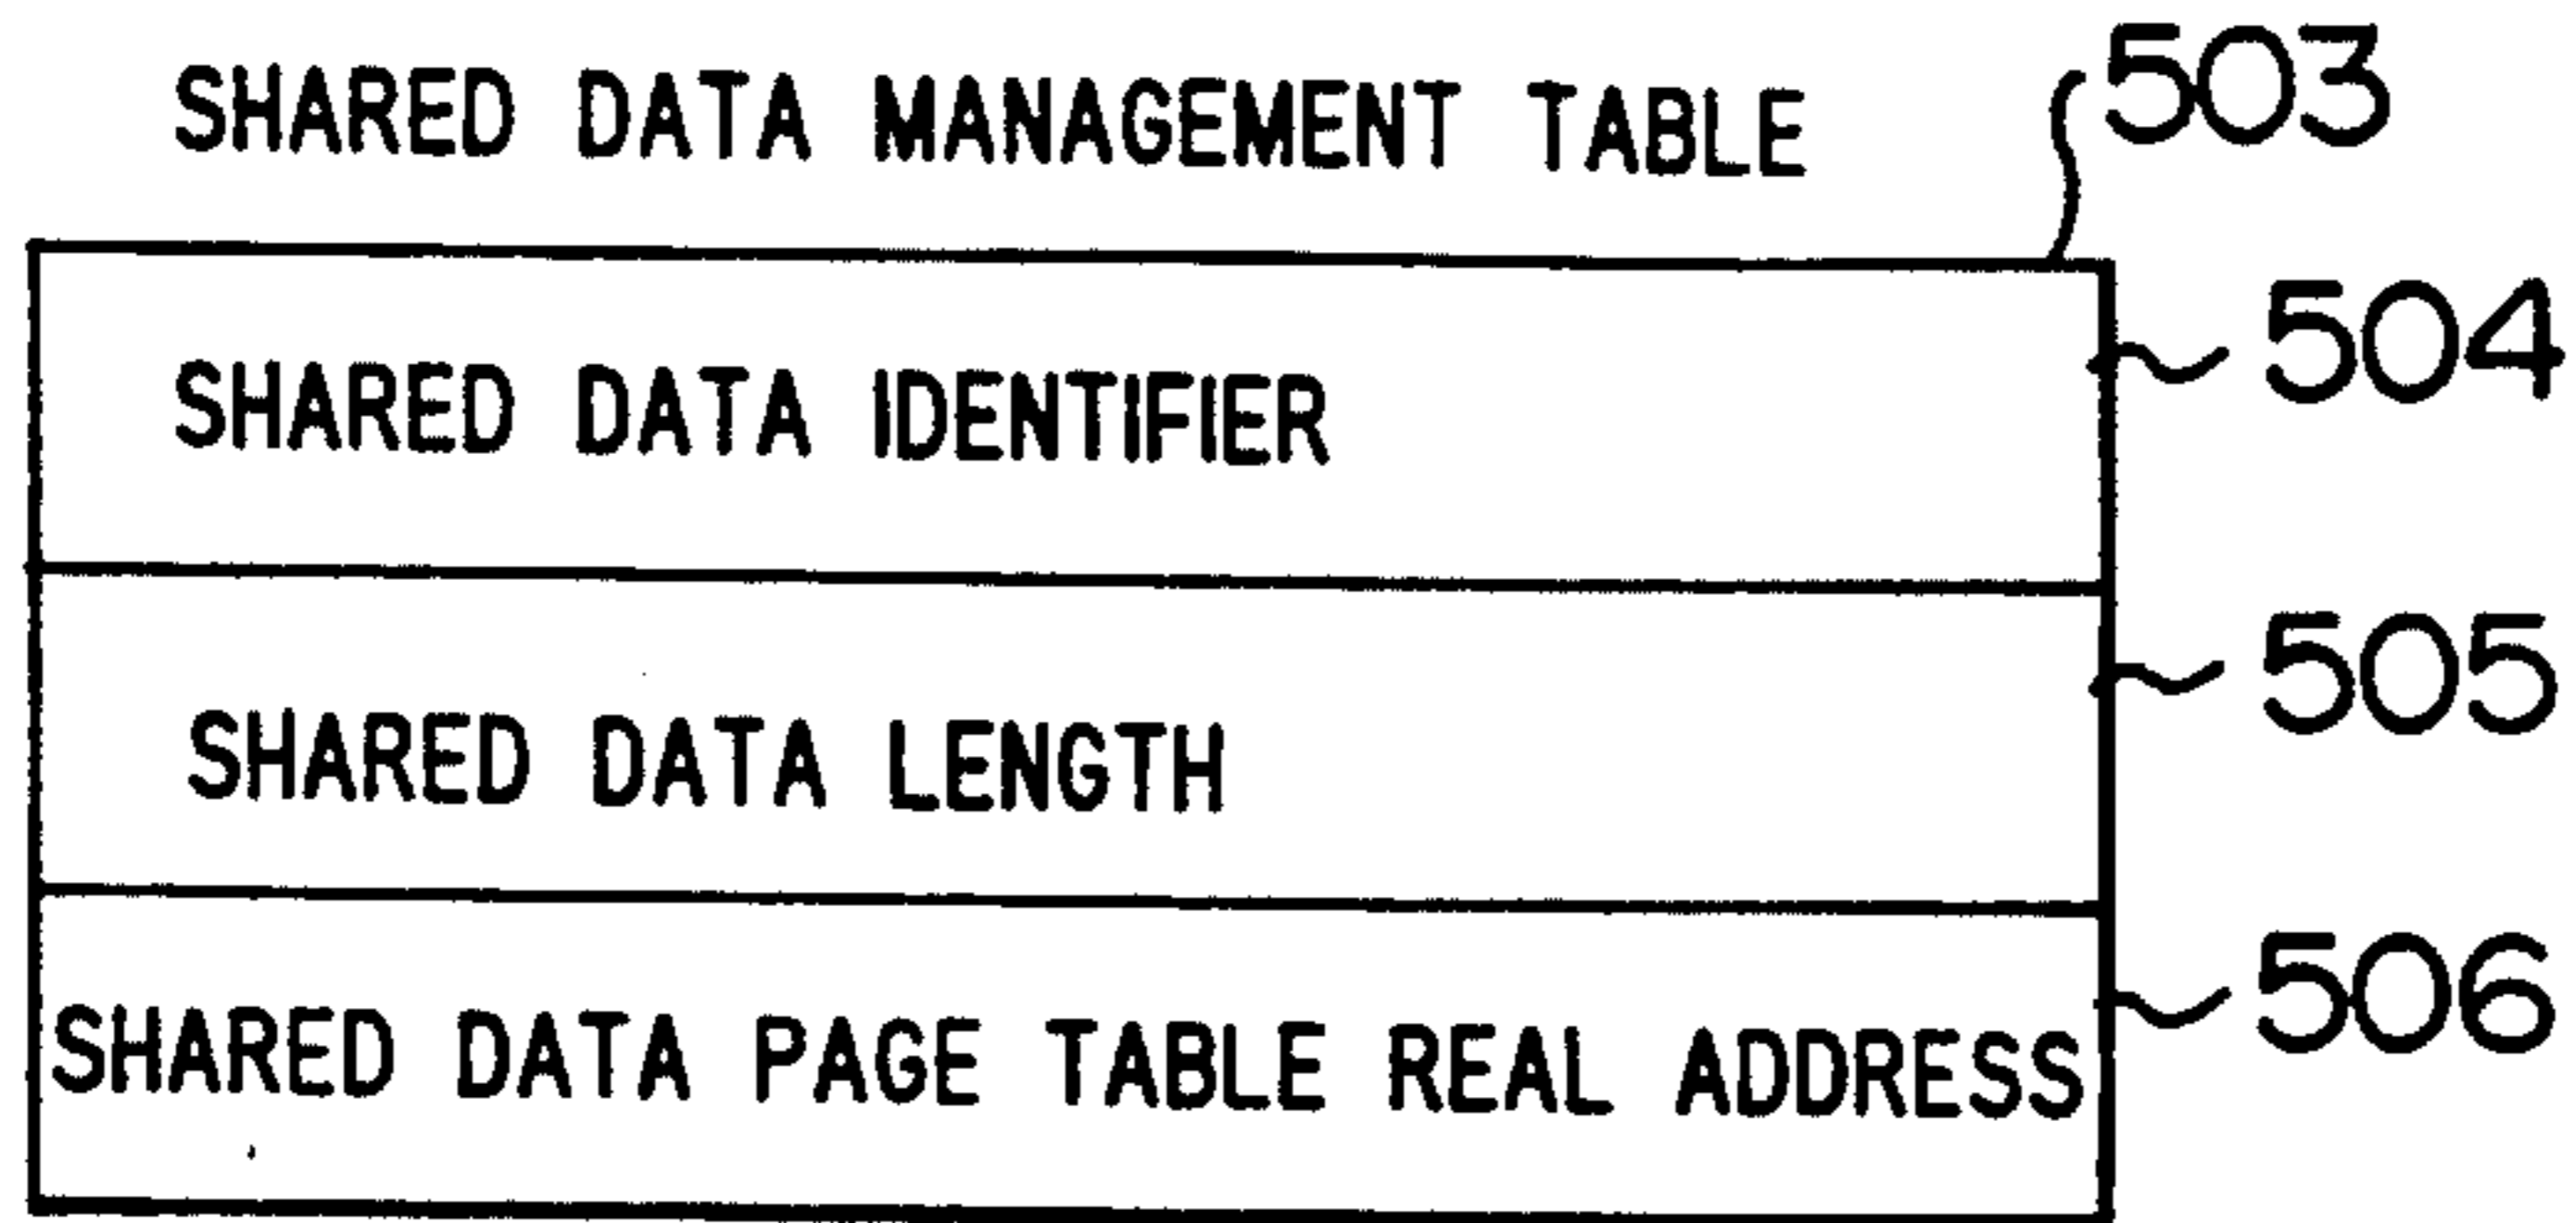 SHARED DATA MANAGEMENT TABLE 503
SHARED DATA IDENTIFIER 504
SHARED DATA LENGTH 505
SHARED DATA PAGE TABLE REAL ADDRESS 506